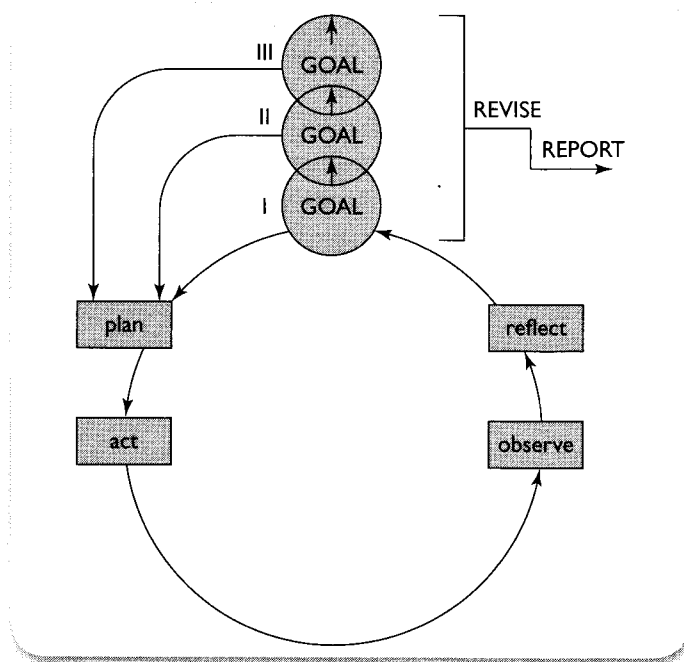 III
GOAL
II
GOAL
REVISE
REPORT
I
GOAL
plan
reflect
act
observe